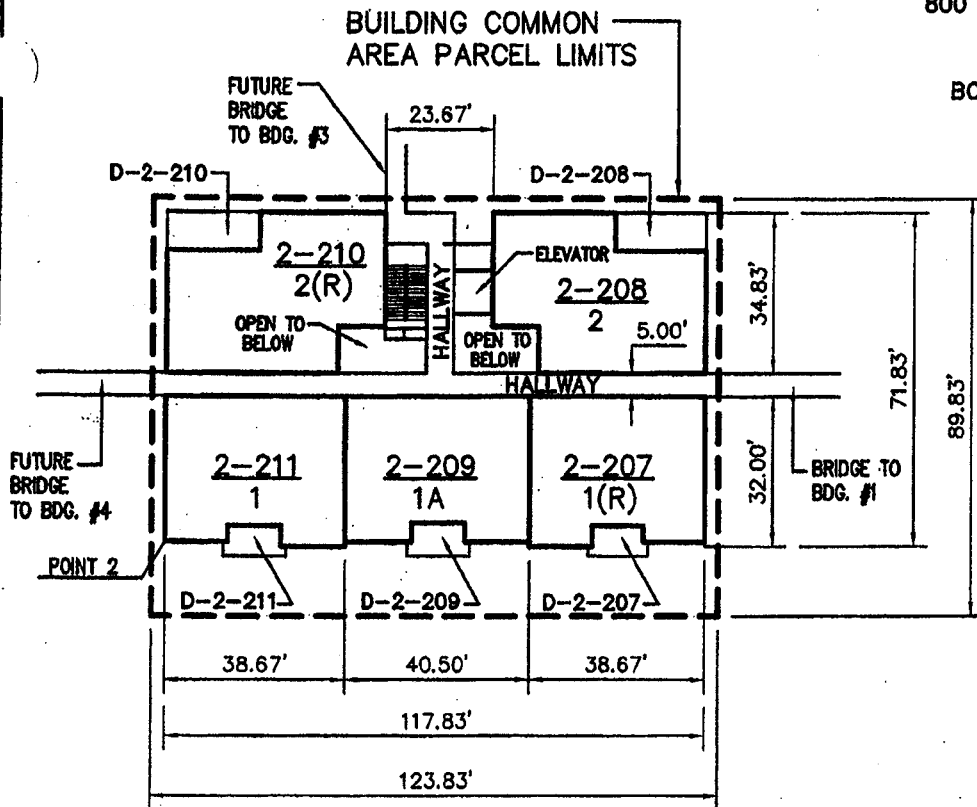 800
BUILDING COMMON
AREA PARCEL LIMITS
BO
FUTURE
BRIDGE
TO BDG. #3
23.67'
D-2-210
D-2-208
2-210
2(R)
ELEVATOR
2-208
2
HALLWAY
OPEN TO
BELOW
OPEN TO
BELOW
5.00'
34.83'
71.83'
89.83'
HALLWAY
FUTURE
BRIDGE
TO BDG. #4
2-211
1
2-209
1A
2-207
1(R)
32.00'
BRIDGE TO
BDG. #1
POINT 2
D-2-211
D-2-209
D-2-207
38.67'
40.50'
38.67'
117.83'
123.83'